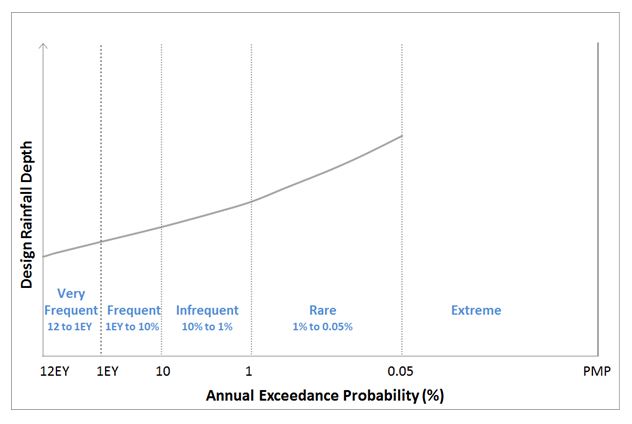 Design Rainfall Depth
Very
Frequent
12 to 1EY
Frequent
1EY to 10%
Infrequent
10% to 1%
Rare
1% to 0.05%
Extreme
12EY
1EY
10
1
0.05
PMP
Annual Exceedance Probability (%)